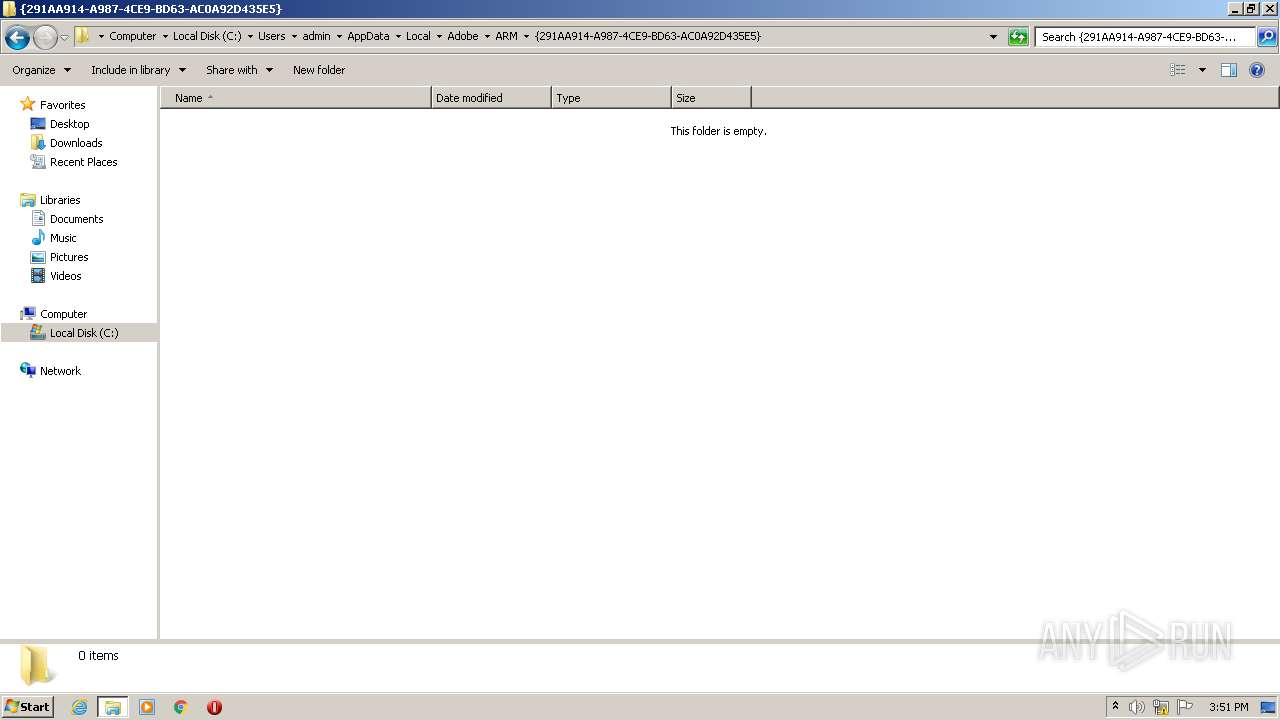 {291AA914-A987-4CE9-BD63-AC0A92D435E5}
Computer Local Disk (C:) Users admin AppData Local Adobe ARM {291AA914-A987-4CE9-BD63-AC0A92D435E5}
Search {291AA914-A987-4CE9-BD63-...
Organize Include in library Share with New folder
Name Date modified Type Size
This folder is empty.
Favorites
Desktop
Downloads
Recent Places
Libraries
Documents
Music
Pictures
Videos
Computer
Local Disk (C:)
Network
ANY RUN
0 items
Start
3:51 PM